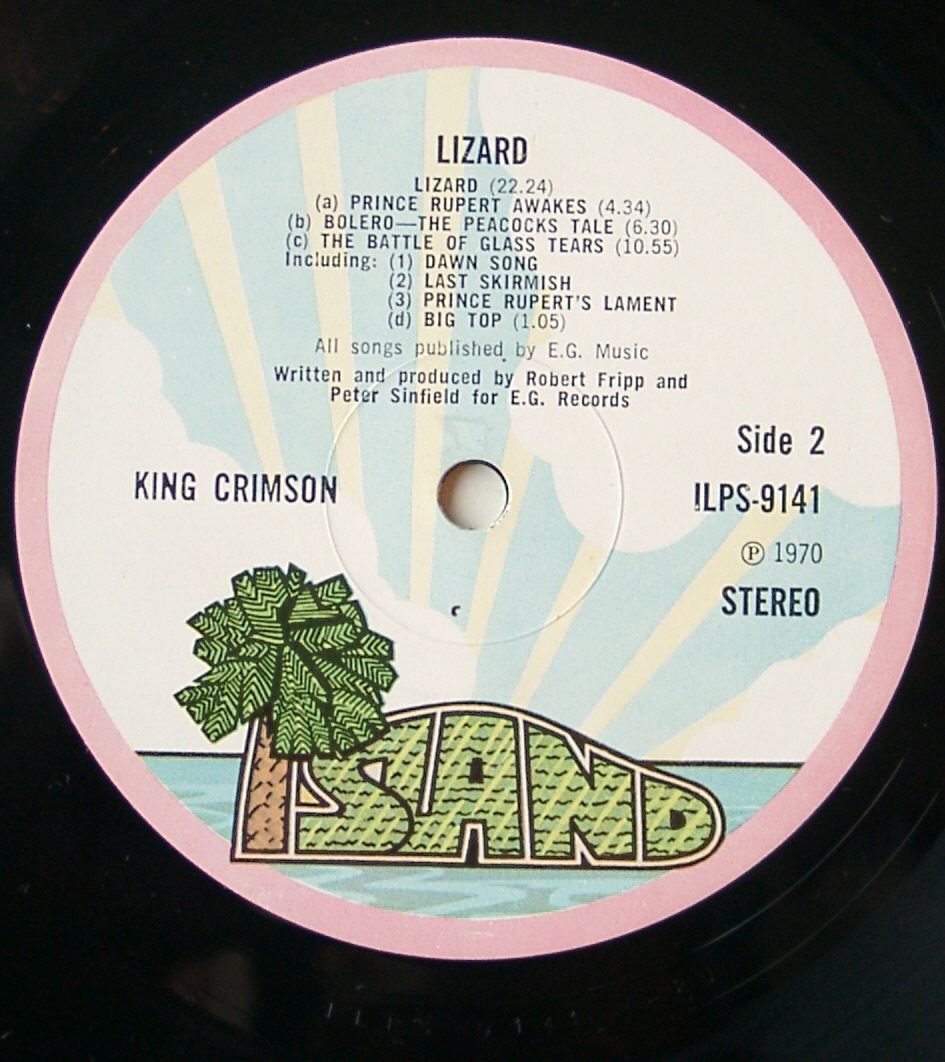 LIZARD
LIZARD (22.24)
(a) PRINCE RUPERT AWAKES (4.34)
(b) BOLERO—THE PEACOCKS TALE (6.30)
(c) THE BATTLE OF GLASS TEARS (10.55)
Including: (1) DAWN SONG
(2) LAST SKIRMISH
(3) PRINCE RUPERT'S LAMENT
(d) BIG TOP (1.05)
All songs published by E.G. Music
Written and produced by Robert Fripp and
Peter Sinfield for E.G. Records
Side 2
KING CRIMSON
ILPS-9141
℗ 1970
STEREO
ISLAND